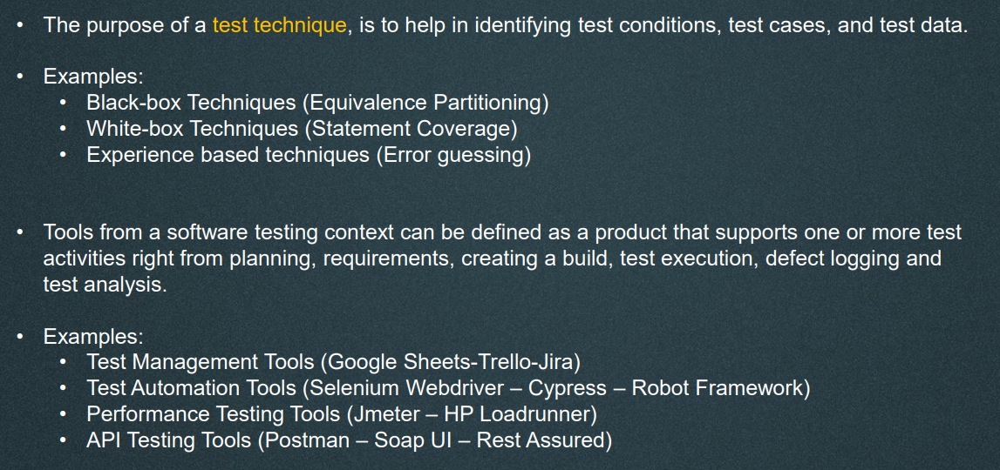 • The purpose of a test technique, is to help in identifying test conditions, test cases, and test data.
• Examples:
• Black-box Techniques (Equivalence Partitioning)
• White-box Techniques (Statement Coverage)
• Experience based techniques (Error guessing)
• Tools from a software testing context can be defined as a product that supports one or more test
activities right from planning, requirements, creating a build, test execution, defect logging and
test analysis.
• Examples:
• Test Management Tools (Google Sheets-Trello-Jira)
• Test Automation Tools (Selenium Webdriver – Cypress – Robot Framework)
• Performance Testing Tools (Jmeter – HP Loadrunner)
• API Testing Tools (Postman – Soap UI – Rest Assured)